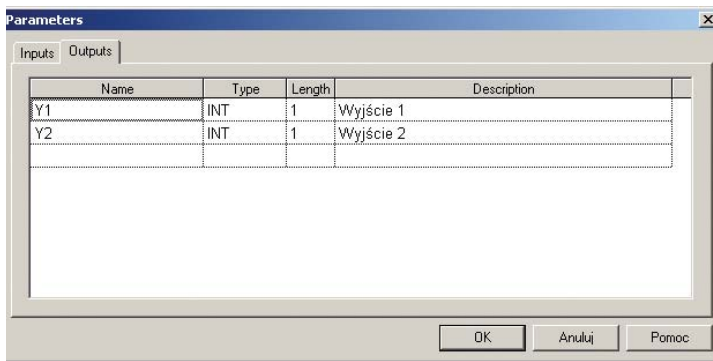 Parameters
Inputs Outputs
Name Type Length Description
Y1 INT 1 Wyjście 1
Y2 INT 1 Wyjście 2
OK Anuluj Pomoc